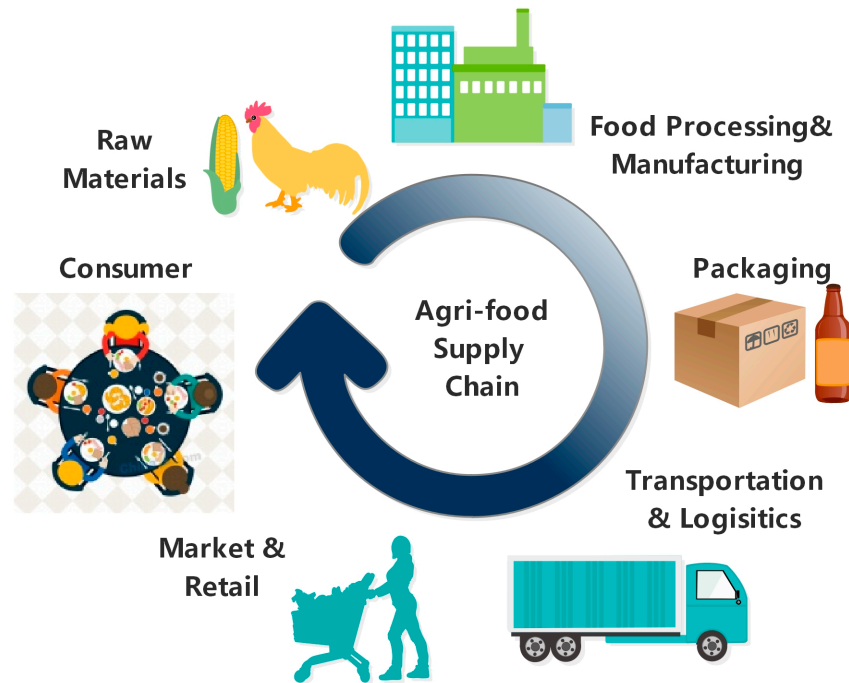 Raw
Materials
Food Processing&
Manufacturing
Consumer
Packaging
Agri-food
Supply
Chain
Transportation
& Logisitics
Market &
Retail